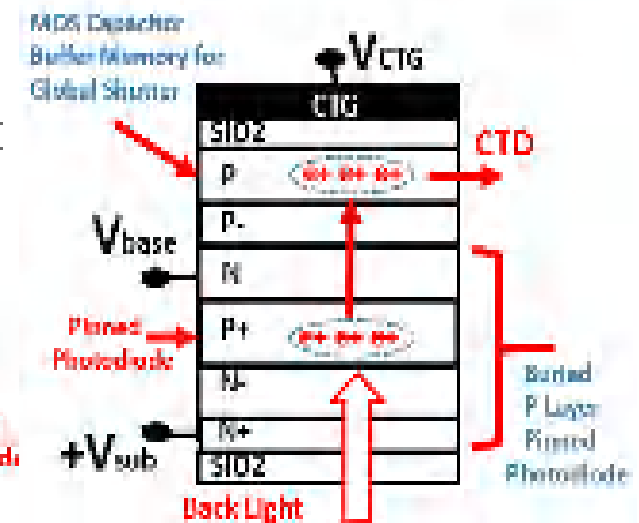 MOS Capacitor
Buffer Memory for
Global Shutter
VCTG
CTG
SIO2
CTD
P
e+ e+ e+
P-
Vbase
N
Pinned
Photodiode
P+
e+ e+ e+
N-
Buried
P Layer
Pinned
Photodiode
N+
+Vsub
SIO2
Back Light